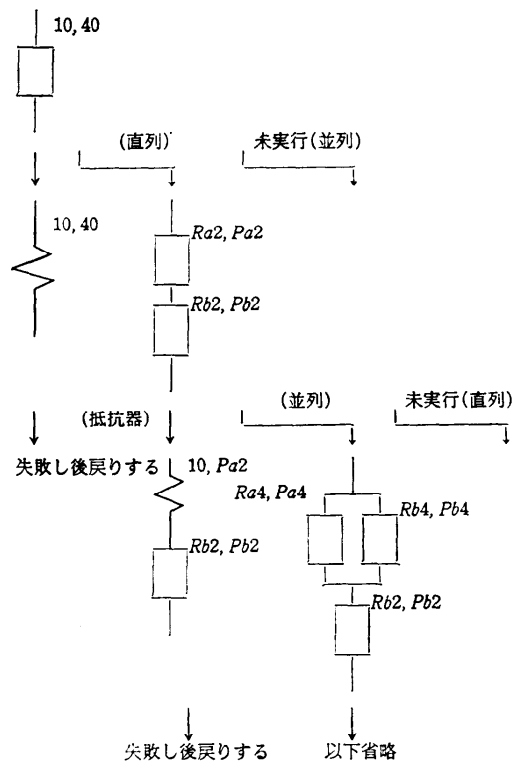 10, 40
(直列)
未実行(並列)
10, 40
Ra2, Pa2
Rb2, Pb2
(抵抗器)
(並列)
未実行(直列)
失敗し後戻りする
10, Pa2
Ra4, Pa4
Rb4, Pb4
Rb2, Pb2
Rb2, Pb2
失敗し後戻りする
以下省略